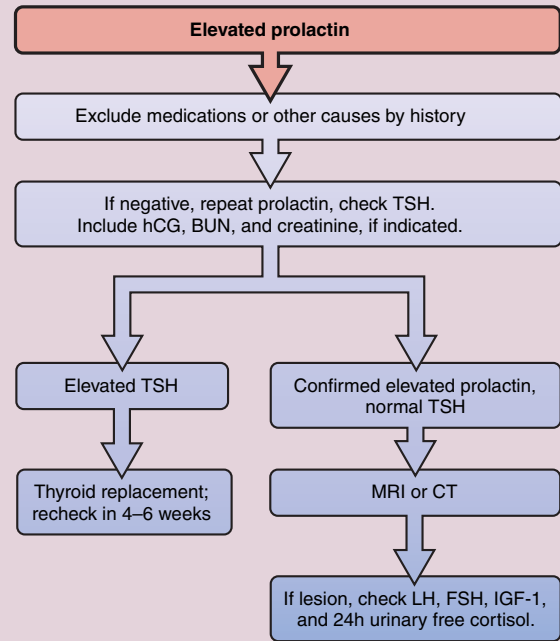 Elevated prolactin
Exclude medications or other causes by history
If negative, repeat prolactin, check TSH.
Include hCG, BUN, and creatinine, if indicated.
Elevated TSH
Thyroid replacement;
recheck in 4–6 weeks
Confirmed elevated prolactin,
normal TSH
MRI or CT
If lesion, check LH, FSH, IGF-1,
and 24h urinary free cortisol.